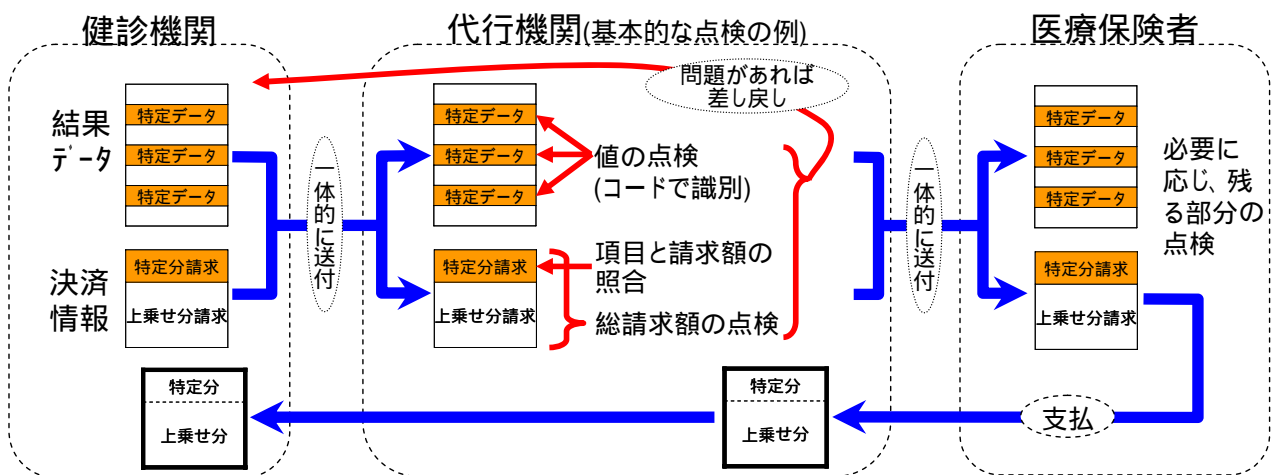 健診機関
代行機関(基本的な点検の例)
医療保険者
問題があれば
差し戻し
結果
データ
特定データ
特定データ
特定データ
一体的に送付
特定データ
特定データ
特定データ
値の点検
(コードで識別)
一体的に送付
特定データ
特定データ
特定データ
必要に
応じ、残
る部分の
点検
決済
情報
特定分請求
上乗せ分請求
特定分請求
上乗せ分請求
項目と請求額の
照合
総請求額の点検
特定分請求
上乗せ分請求
特定分
上乗せ分
特定分
上乗せ分
支払